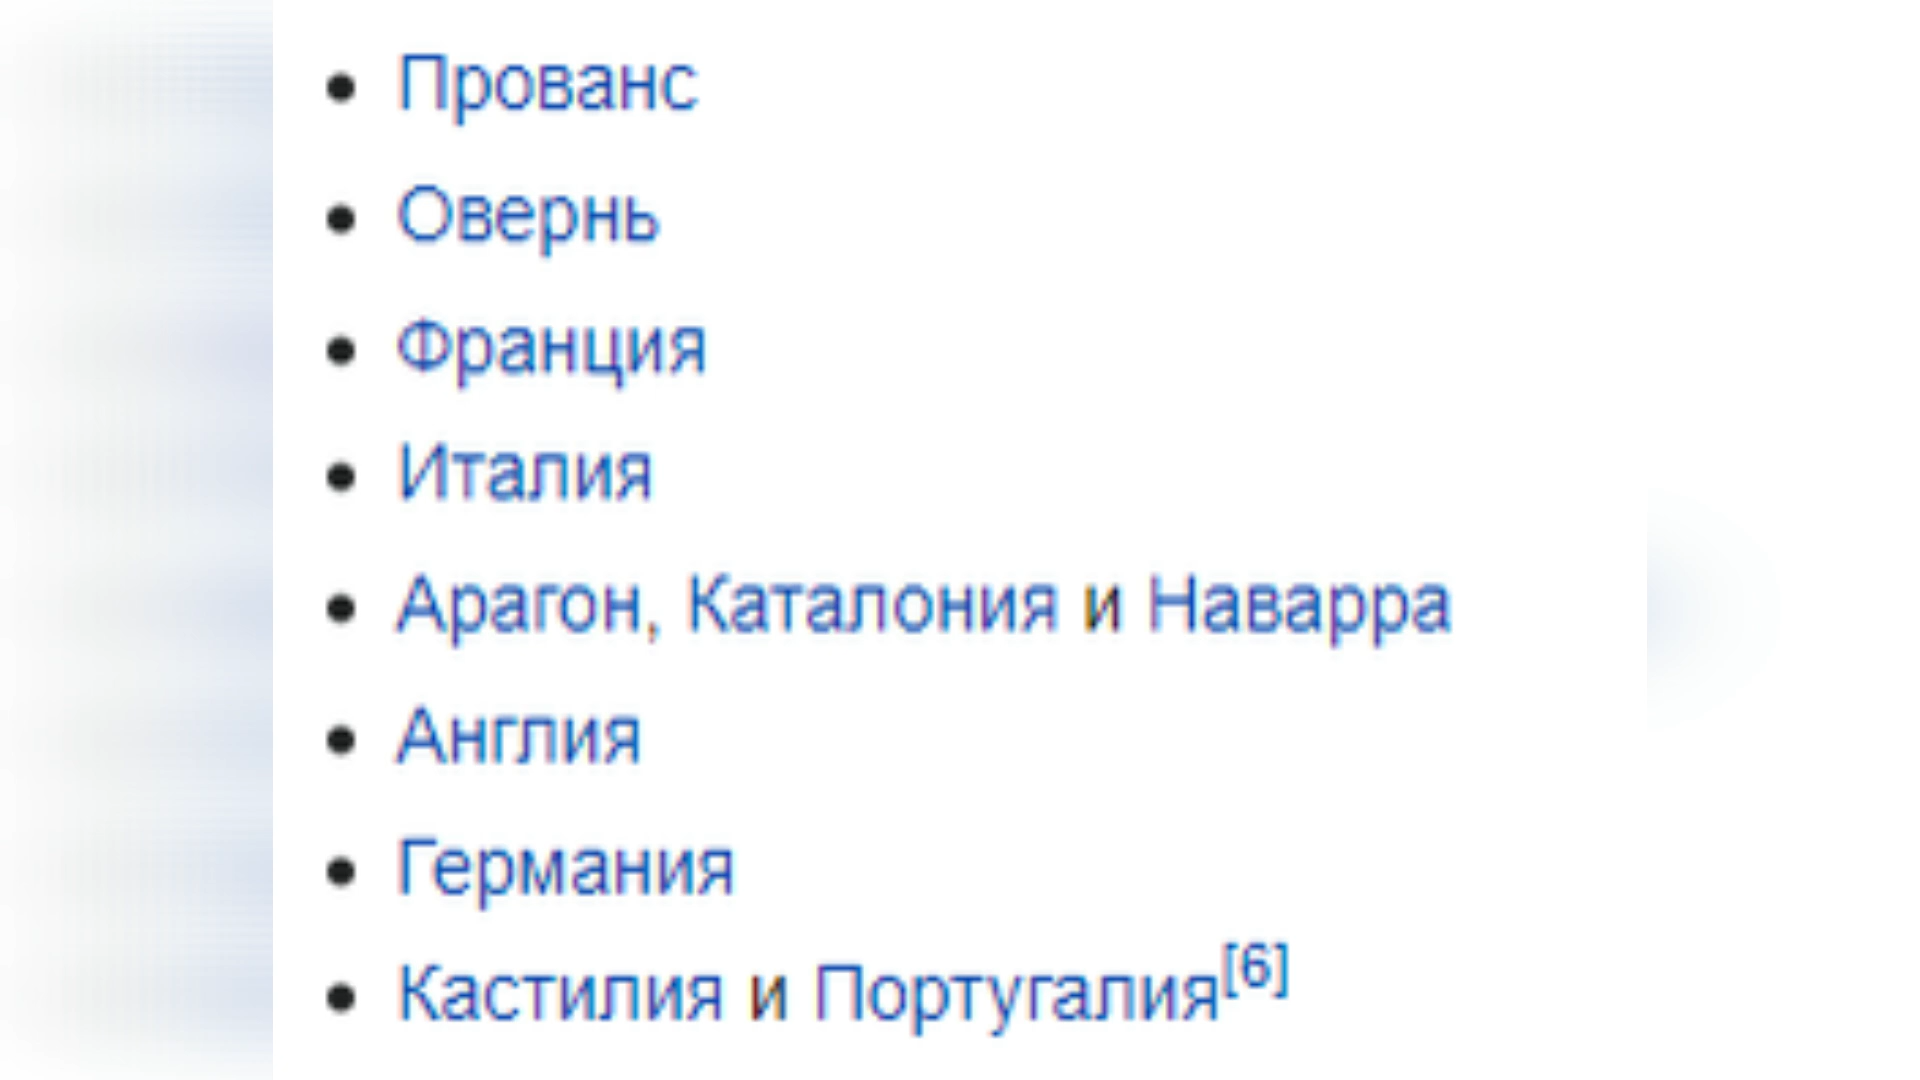 • Прованс
• Овернь
• Франция
• Италия
• Арагон, Каталония и Наварра
• Англия
• Германия
• Кастилия и Португалия[6]